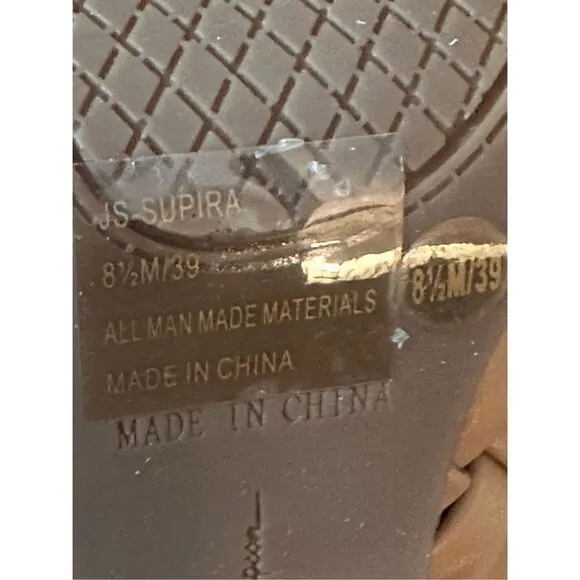 JS-SUPIRA
8½M/39
ALL MAN MADE MATERIALS
MADE IN CHINA
8½M/39
MADE IN CHINA